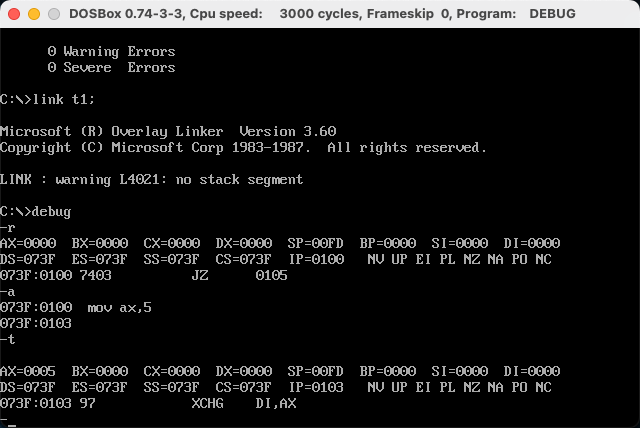 DOSBox 0.74-3-3, Cpu speed:    3000 cycles, Frameskip  0, Program:    DEBUG
      0 Warning Errors
      0 Severe  Errors
C:\>link t1;
Microsoft (R) Overlay Linker  Version 3.60
Copyright (C) Microsoft Corp 1983-1987.  All rights reserved.
LINK : warning L4021: no stack segment
C:\>debug
-r
AX=0000  BX=0000  CX=0000  DX=0000  SP=00FD  BP=0000  SI=0000  DI=0000
DS=073F  ES=073F  SS=073F  CS=073F  IP=0100   NV UP EI PL NZ NA PO NC
073F:0100 7403          JZ      0105
-a
073F:0100  mov ax,5
073F:0103
-t
AX=0005  BX=0000  CX=0000  DX=0000  SP=00FD  BP=0000  SI=0000  DI=0000
DS=073F  ES=073F  SS=073F  CS=073F  IP=0103   NV UP EI PL NZ NA PO NC
073F:0103 97            XCHG    DI,AX
-_